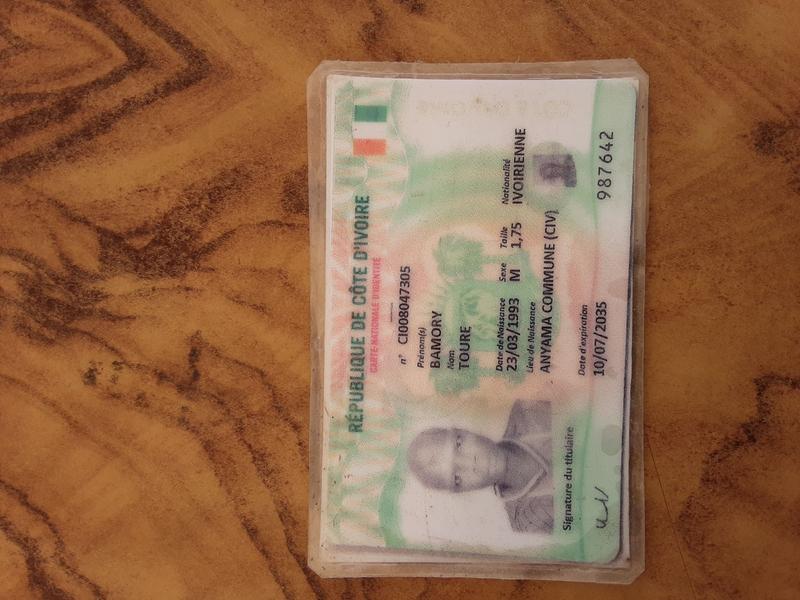 RÉPUBLIQUE DE CÔTE D'IVOIRE
CARTE NATIONALE D'IDENTITÉ
n° CI008047305
Prénom(s)
BAMORY
Nom
TOURE
Date de Naissance Sexe Taille Nationalité
23/03/1993 M 1,75 IVOIRIENNE
Lieu de Naissance
ANYAMA COMMUNE (CIV)
Signature du titulaire
Date d'expiration
10/07/2035
987642